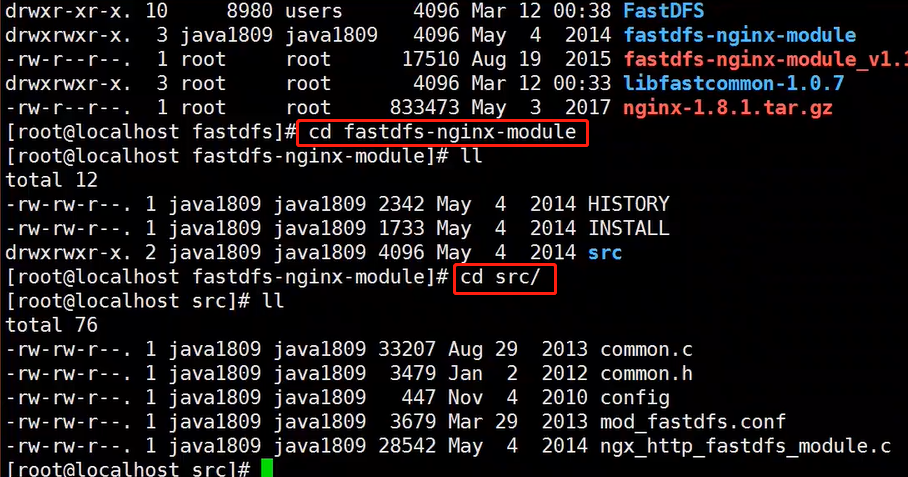 drwxr-xr-x. 10     8980 users      4096 Mar 12 00:38 FastDFS
drwxrwxr-x.  3 java1809 java1809   4096 May  4  2014 fastdfs-nginx-module
-rw-r--r--.  1 root     root      17510 Aug 19  2015 fastdfs-nginx-module_v1.1
drwxrwxr-x.  3 root     root       4096 Mar 12 00:33 libfastcommon-1.0.7
-rw-r--r--.  1 root     root     833473 May  3  2017 nginx-1.8.1.tar.gz
[root@localhost fastdfs]# cd fastdfs-nginx-module
[root@localhost fastdfs-nginx-module]# ll
total 12
-rw-rw-r--. 1 java1809 java1809 2342 May  4  2014 HISTORY
-rw-rw-r--. 1 java1809 java1809 1733 May  4  2014 INSTALL
drwxrwxr-x. 2 java1809 java1809 4096 May  4  2014 src
[root@localhost fastdfs-nginx-module]# cd src/
[root@localhost src]# ll
total 76
-rw-rw-r--. 1 java1809 java1809 33207 Aug 29  2013 common.c
-rw-rw-r--. 1 java1809 java1809  3479 Jan  2  2012 common.h
-rw-rw-r--. 1 java1809 java1809   447 Nov  4  2010 config
-rw-rw-r--. 1 java1809 java1809  3679 Mar 29  2013 mod_fastdfs.conf
-rw-rw-r--. 1 java1809 java1809 28542 May  4  2014 ngx_http_fastdfs_module.c
[root@localhost src]#